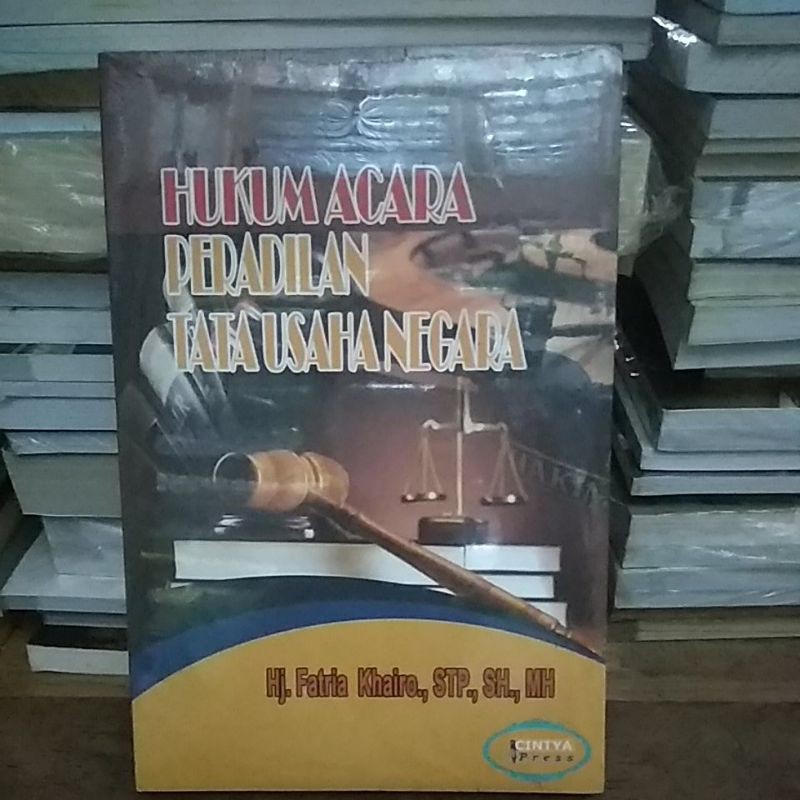 HUKUM ACARA
PERADILAN
TATA USAHA NEGARA
Hj. Fatria Khairo., STP., SH., MH
CINTYA
Press